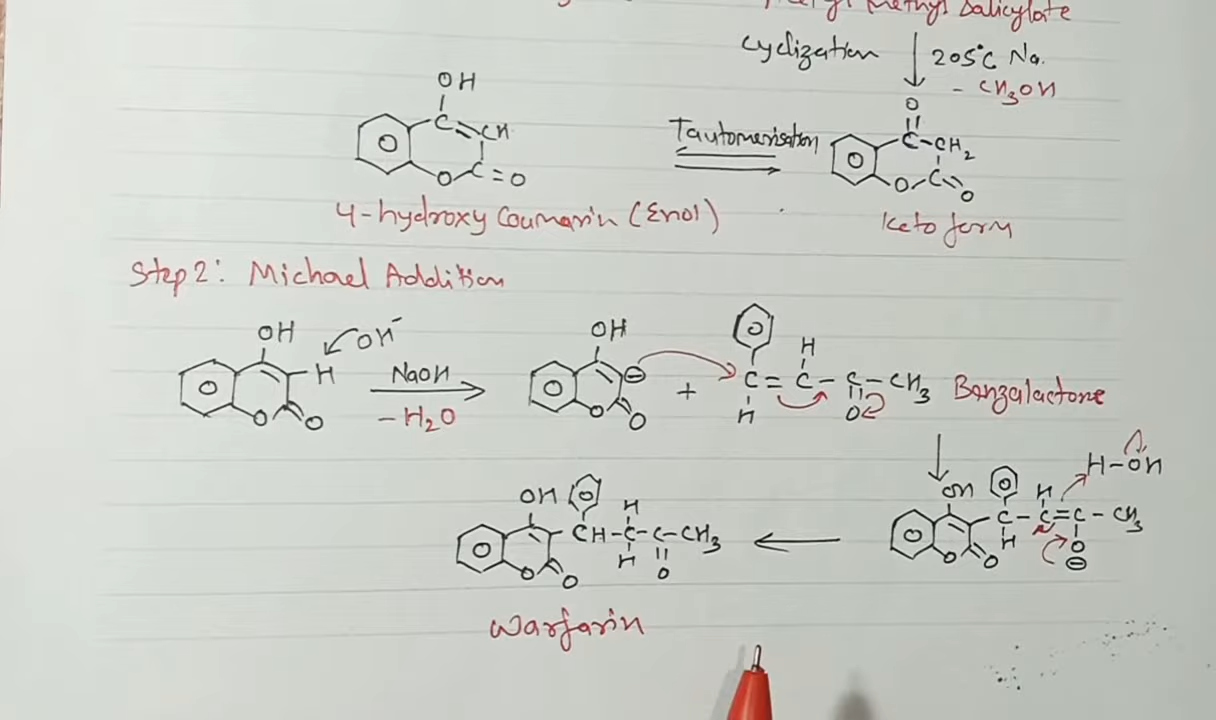 Methyl Salicylate
Cyclization 205°C Na.
- CH3OH
OH
C CH
O C=O
Tautomerisation
O
C-CH2
O C O
4-hydroxy Coumarin (Enol)
Keto form
Step 2: Michael Addition
OH OH-
H
O O
NaOH
- H2O
OH
⊖
O O
+
H
C = C - C - CH3
H O
Benzalactone
H-OH
OH H
C - C = C - CH3
H O
⊖
O O
OH H
CH - C - C - CH3
H O
O O
Warfarin